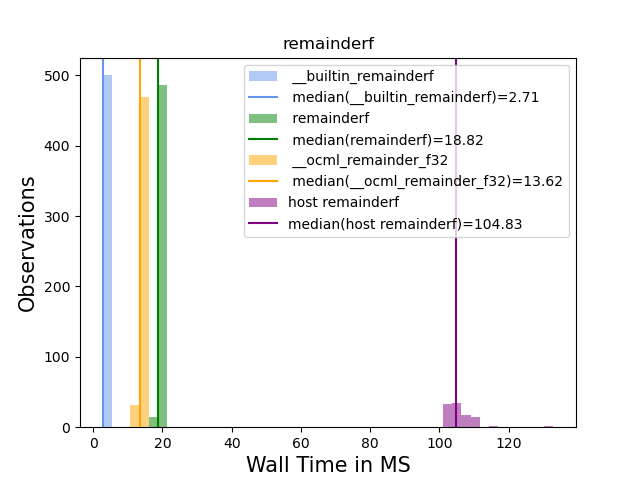 remainderf
500
400
300
200
100
0
Observations
__builtin_remainderf
median(__builtin_remainderf)=2.71
remainderf
median(remainderf)=18.82
__ocml_remainder_f32
median(__ocml_remainder_f32)=13.62
host remainderf
median(host remainderf)=104.83
0 20 40 60 80 100 120
Wall Time in MS